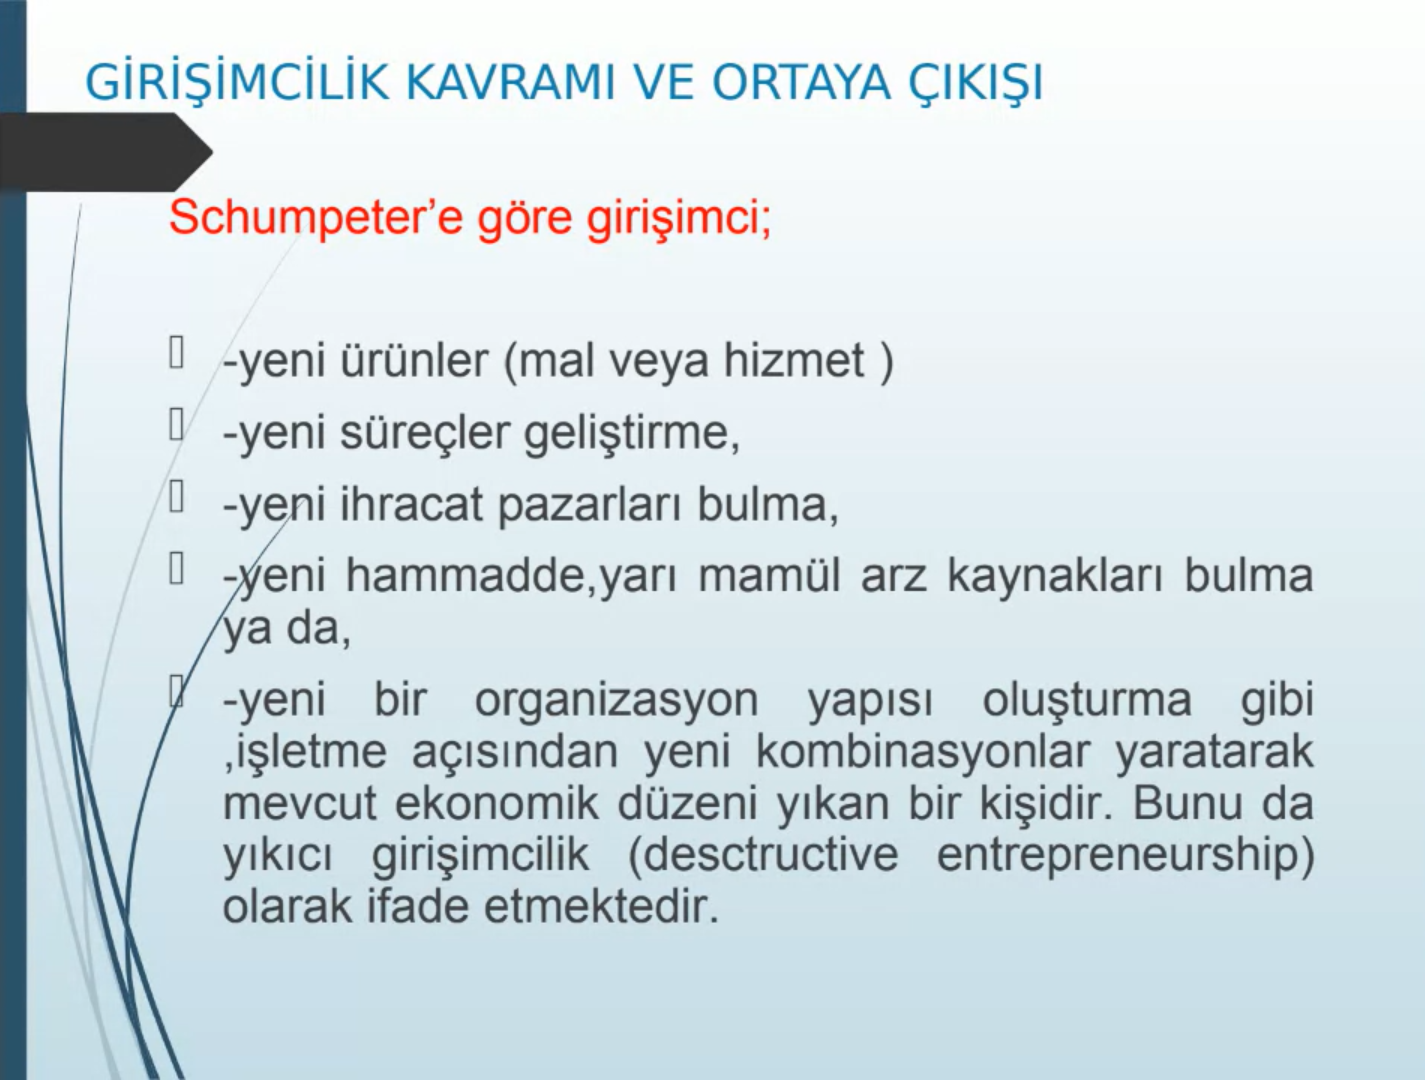 GİRİŞİMCİLİK KAVRAMI VE ORTAYA ÇIKIŞI
Schumpeter’e göre girişimci;
-yeni ürünler (mal veya hizmet )
-yeni süreçler geliştirme,
-yeni ihracat pazarları bulma,
-yeni hammadde,yarı mamül arz kaynakları bulma
ya da,
-yeni bir organizasyon yapısı oluşturma gibi
,işletme açısından yeni kombinasyonlar yaratarak
mevcut ekonomik düzeni yıkan bir kişidir. Bunu da
yıkıcı girişimcilik (desctructive entrepreneurship)
olarak ifade etmektedir.